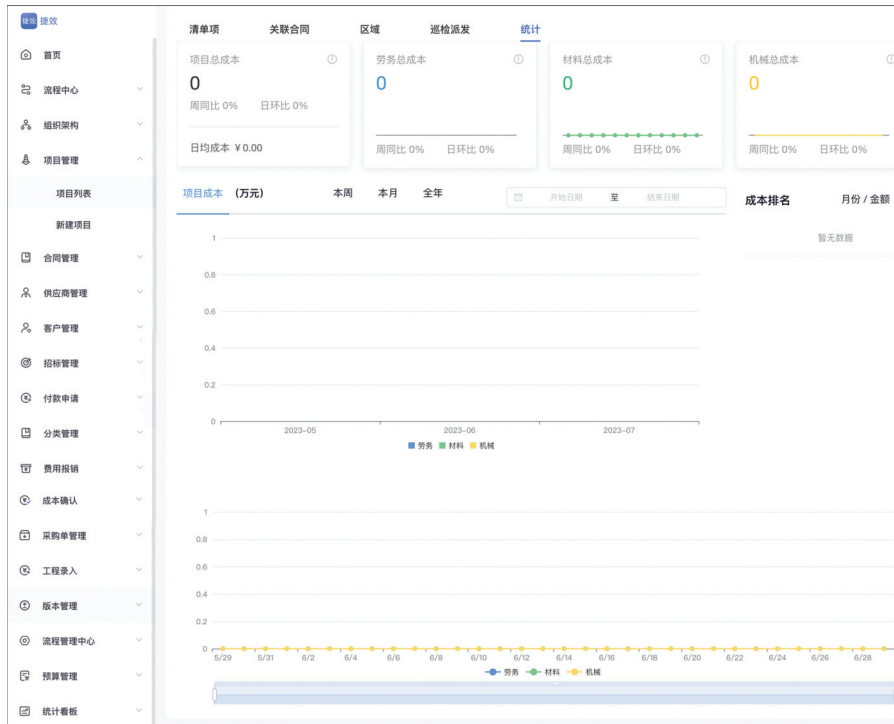 捷效 捷效
首页
流程中心
组织架构
项目管理
项目列表
新建项目
合同管理
供应商管理
客户管理
招标管理
付款申请
分类管理
费用报销
成本确认
采购单管理
工程录入
版本管理
流程管理中心
预算管理
统计看板
清单项 关联合同 区域 巡检派发 统计
项目总成本
0
周同比 0% 日环比 0%
日均成本 ¥0.00
劳务总成本
0
周同比 0% 日环比 0%
材料总成本
0
周同比 0% 日环比 0%
机械总成本
0
周同比 0% 日环比 0%
项目成本 (万元) 本周 本月 全年 开始日期 至 结束日期
成本排名 月份 / 金额
暂无数据
1
0.8
0.6
0.4
0.2
0
2023-05 2023-06 2023-07
劳务 材料 机械
1
0.8
0.6
0.4
0.2
0
5/29 5/31 6/2 6/4 6/6 6/8 6/10 6/12 6/14 6/16 6/18 6/20 6/22 6/24 6/26 6/28
劳务 材料 机械